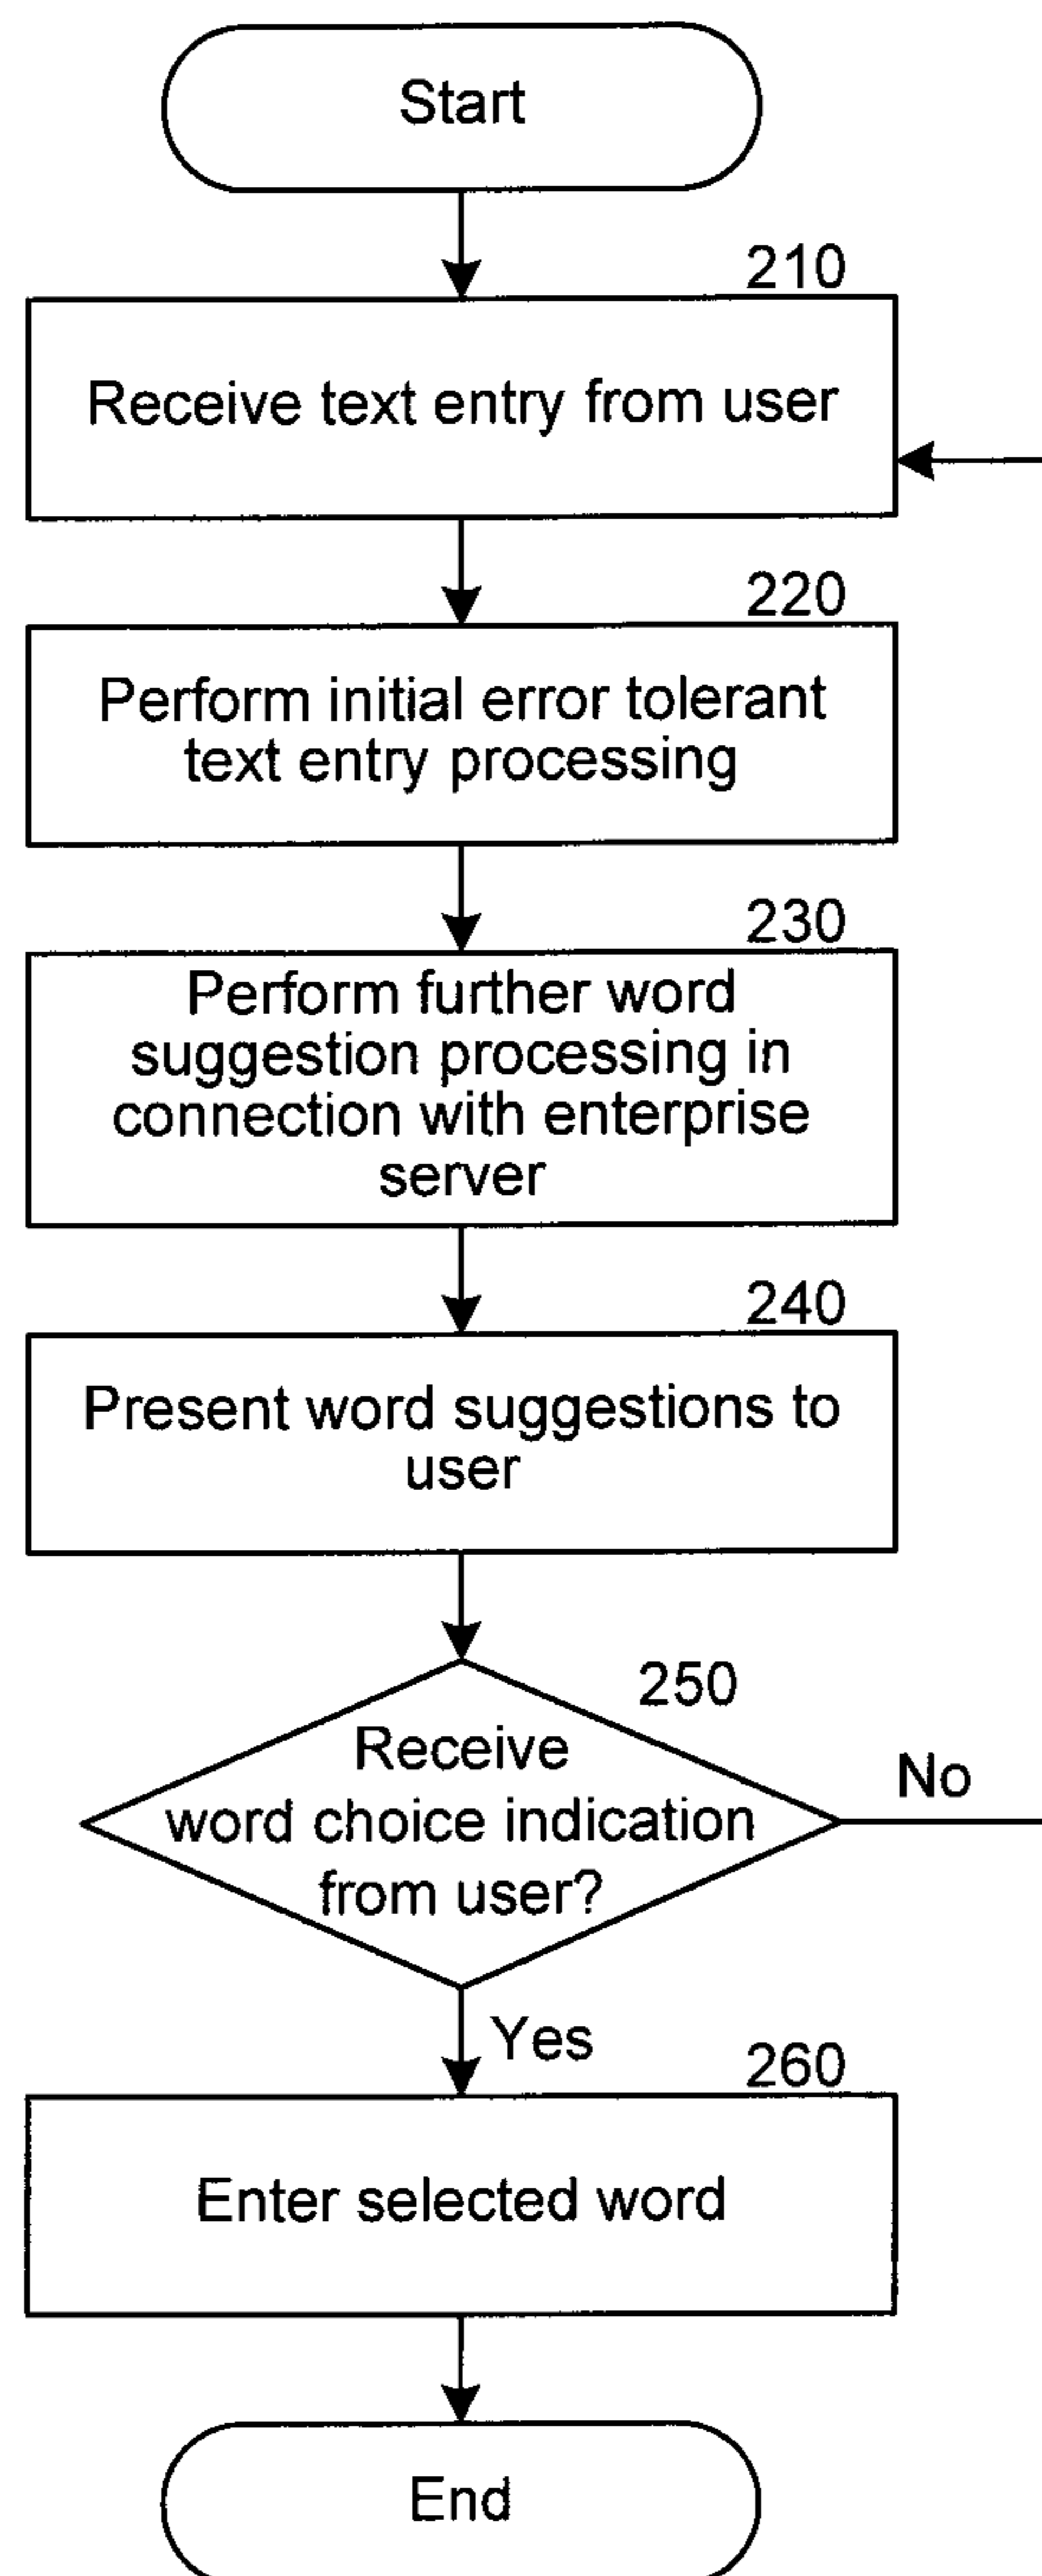 Start
210
Receive text entry from user
220
Perform initial error tolerant
text entry processing
230
Perform further word
suggestion processing in
connection with enterprise
server
240
Present word suggestions to
user
250
Receive
word choice indication
from user?
No
Yes
260
Enter selected word
End